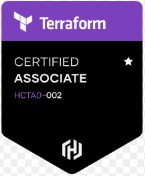 Terraform
CERTIFIED
ASSOCIATE
HCTA0-002